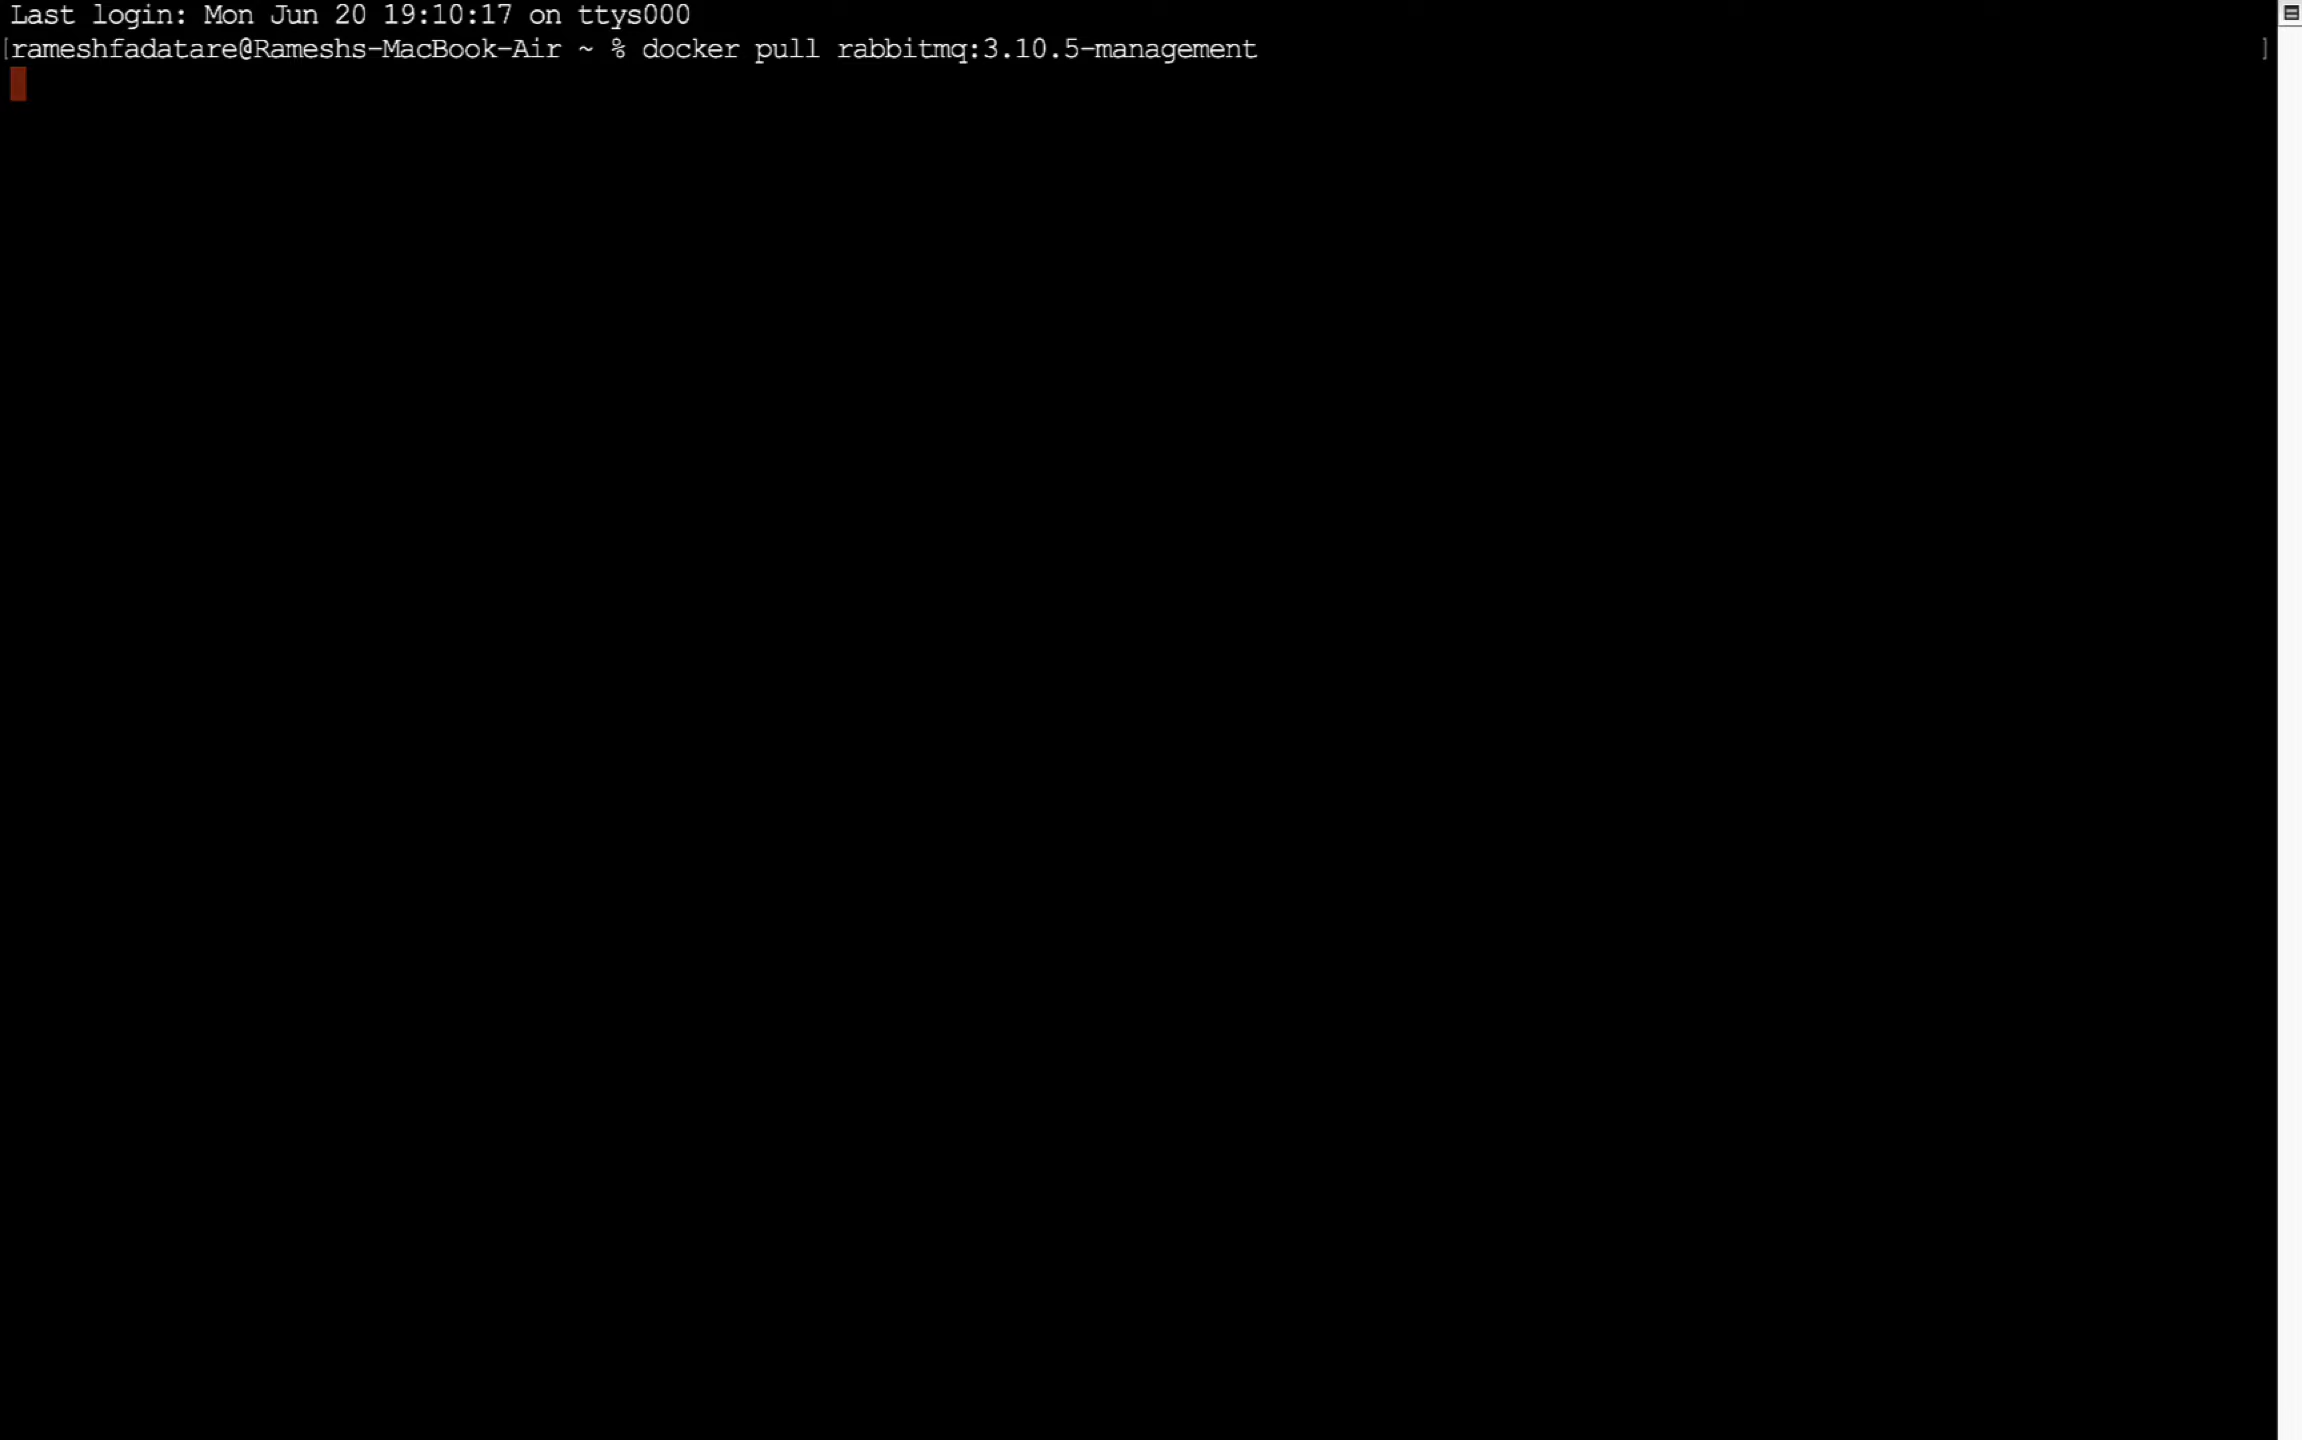 Last login: Mon Jun 20 19:10:17 on ttys000
[rameshfadatare@Rameshs-MacBook-Air ~ % docker pull rabbitmq:3.10.5-management ]